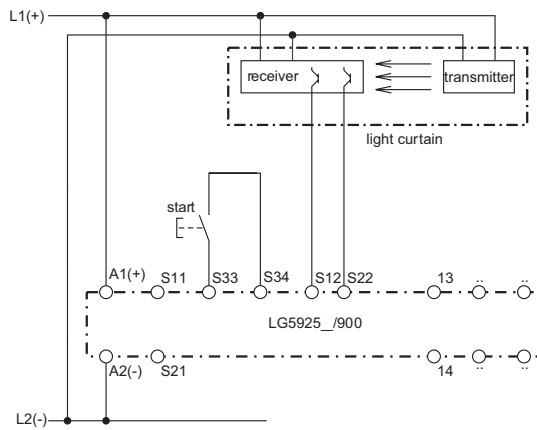 L1(+)
receiver
transmitter
light curtain
start
A1(+) S11 S33 S34 S12 S22 13 .. ..
LG5925__/900
A2(-) S21 14 .. ..
L2(-)